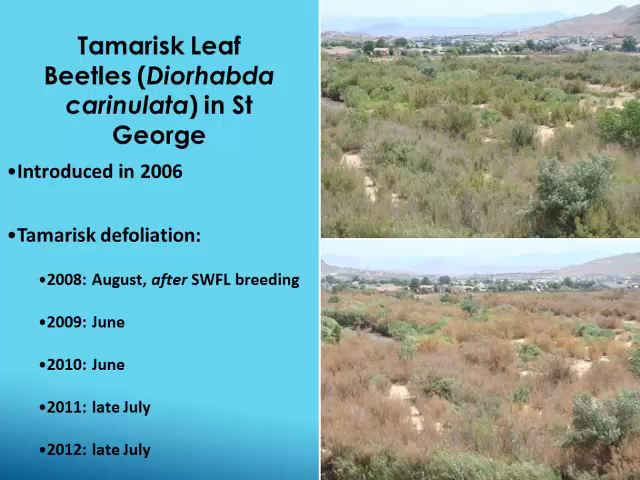 Tamarisk Leaf
Beetles (Diorhabda
carinulata) in St
George
•Introduced in 2006
•Tamarisk defoliation:
•2008: August, after SWFL breeding
•2009: June
•2010: June
•2011: late July
•2012: late July